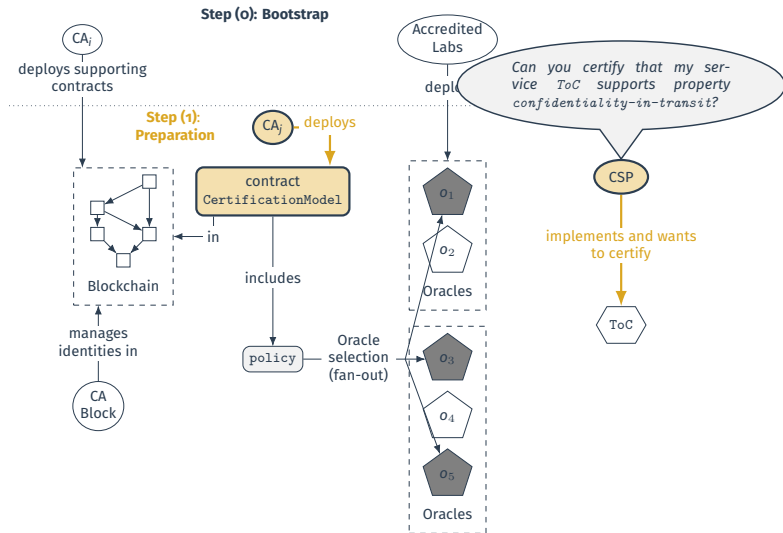 Step (0): Bootstrap
CAi
deploys supporting
contracts
Accredited
Labs
deplo
Can you certify that my ser-
vice ToC supports property
confidentiality-in-transit?
Step (1):
Preparation
CAj
deploys
contract
CertificationModel
in
Blockchain
manages
identities in
CA
Block
includes
policy
Oracle
selection
(fan-out)
o1
o2
Oracles
o3
o4
o5
Oracles
CSP
implements and wants
to certify
ToC